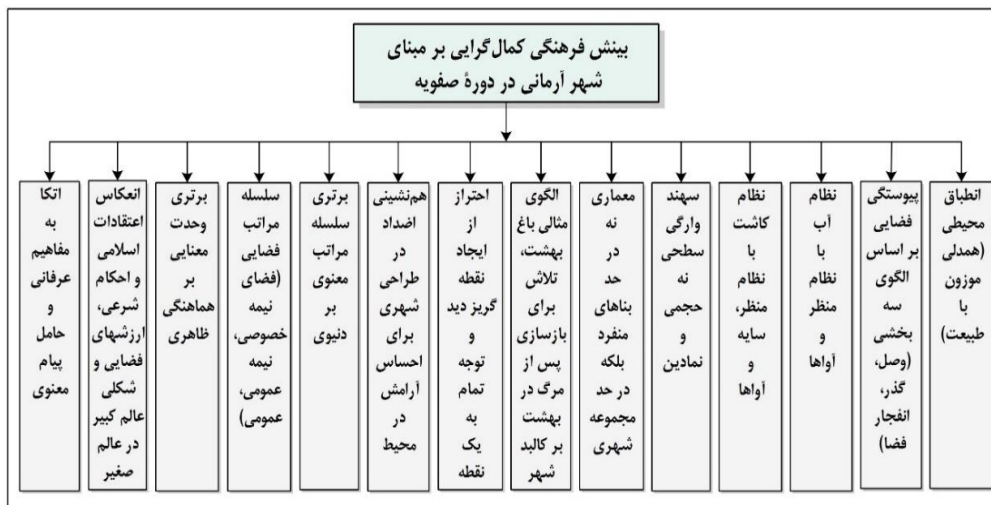 بینش فرهنگی کمال‌گرایی بر مبنای
شهر آرمانی در دورهٔ صفویه
انطباق
محیطی
(همدلی
موزون
با
طبیعت)
پیوستگی
فضایی
بر اساس
الگوی
سه
بخشی
(وصل،
گذر،
انفجار
فضا)
نظام
آب
با
نظام
منظر
و
آواها
نظام
کاشت
با
نظام
منظر،
و
سایه
و
آواها
سهند
وارگی
سطحی
نه
حجمی
و
نمادین
معماری
نه
در
حد
بناهای
منفرد
بلکه
در حد
مجموعه
شهری
الگوی
مثالی باغ
بهشت،
تلاش
برای
بازسازی
پس از
مرگ در
بهشت
بر کالبد
شهر
احتراز
از
ایجاد
نقطه
گریز دید
و
توجه
تمام
به
یک
نقطه
هم‌نشینی
اضداد
در
طراحی
شهری
برای
احساس
آرامش
در
محیط
برتری
سلسله
مراتب
معنوی
بر
دنیوی
سلسله
مراتب
فضایی
(فضای
نیمه
خصوصی،
نیمه
عمومی،
عمومی)
برتری
وحدت
معنایی
بر
هماهنگی
ظاهری
انعکاس
اعتقادات
اسلامی
و احکام
شرعی،
ارزشهای
فضایی و
شکلی
عالم کبیر
در عالم
صغیر
اتکا
به
مفاهیم
عرفانی
و
حامل
پیام
معنوی